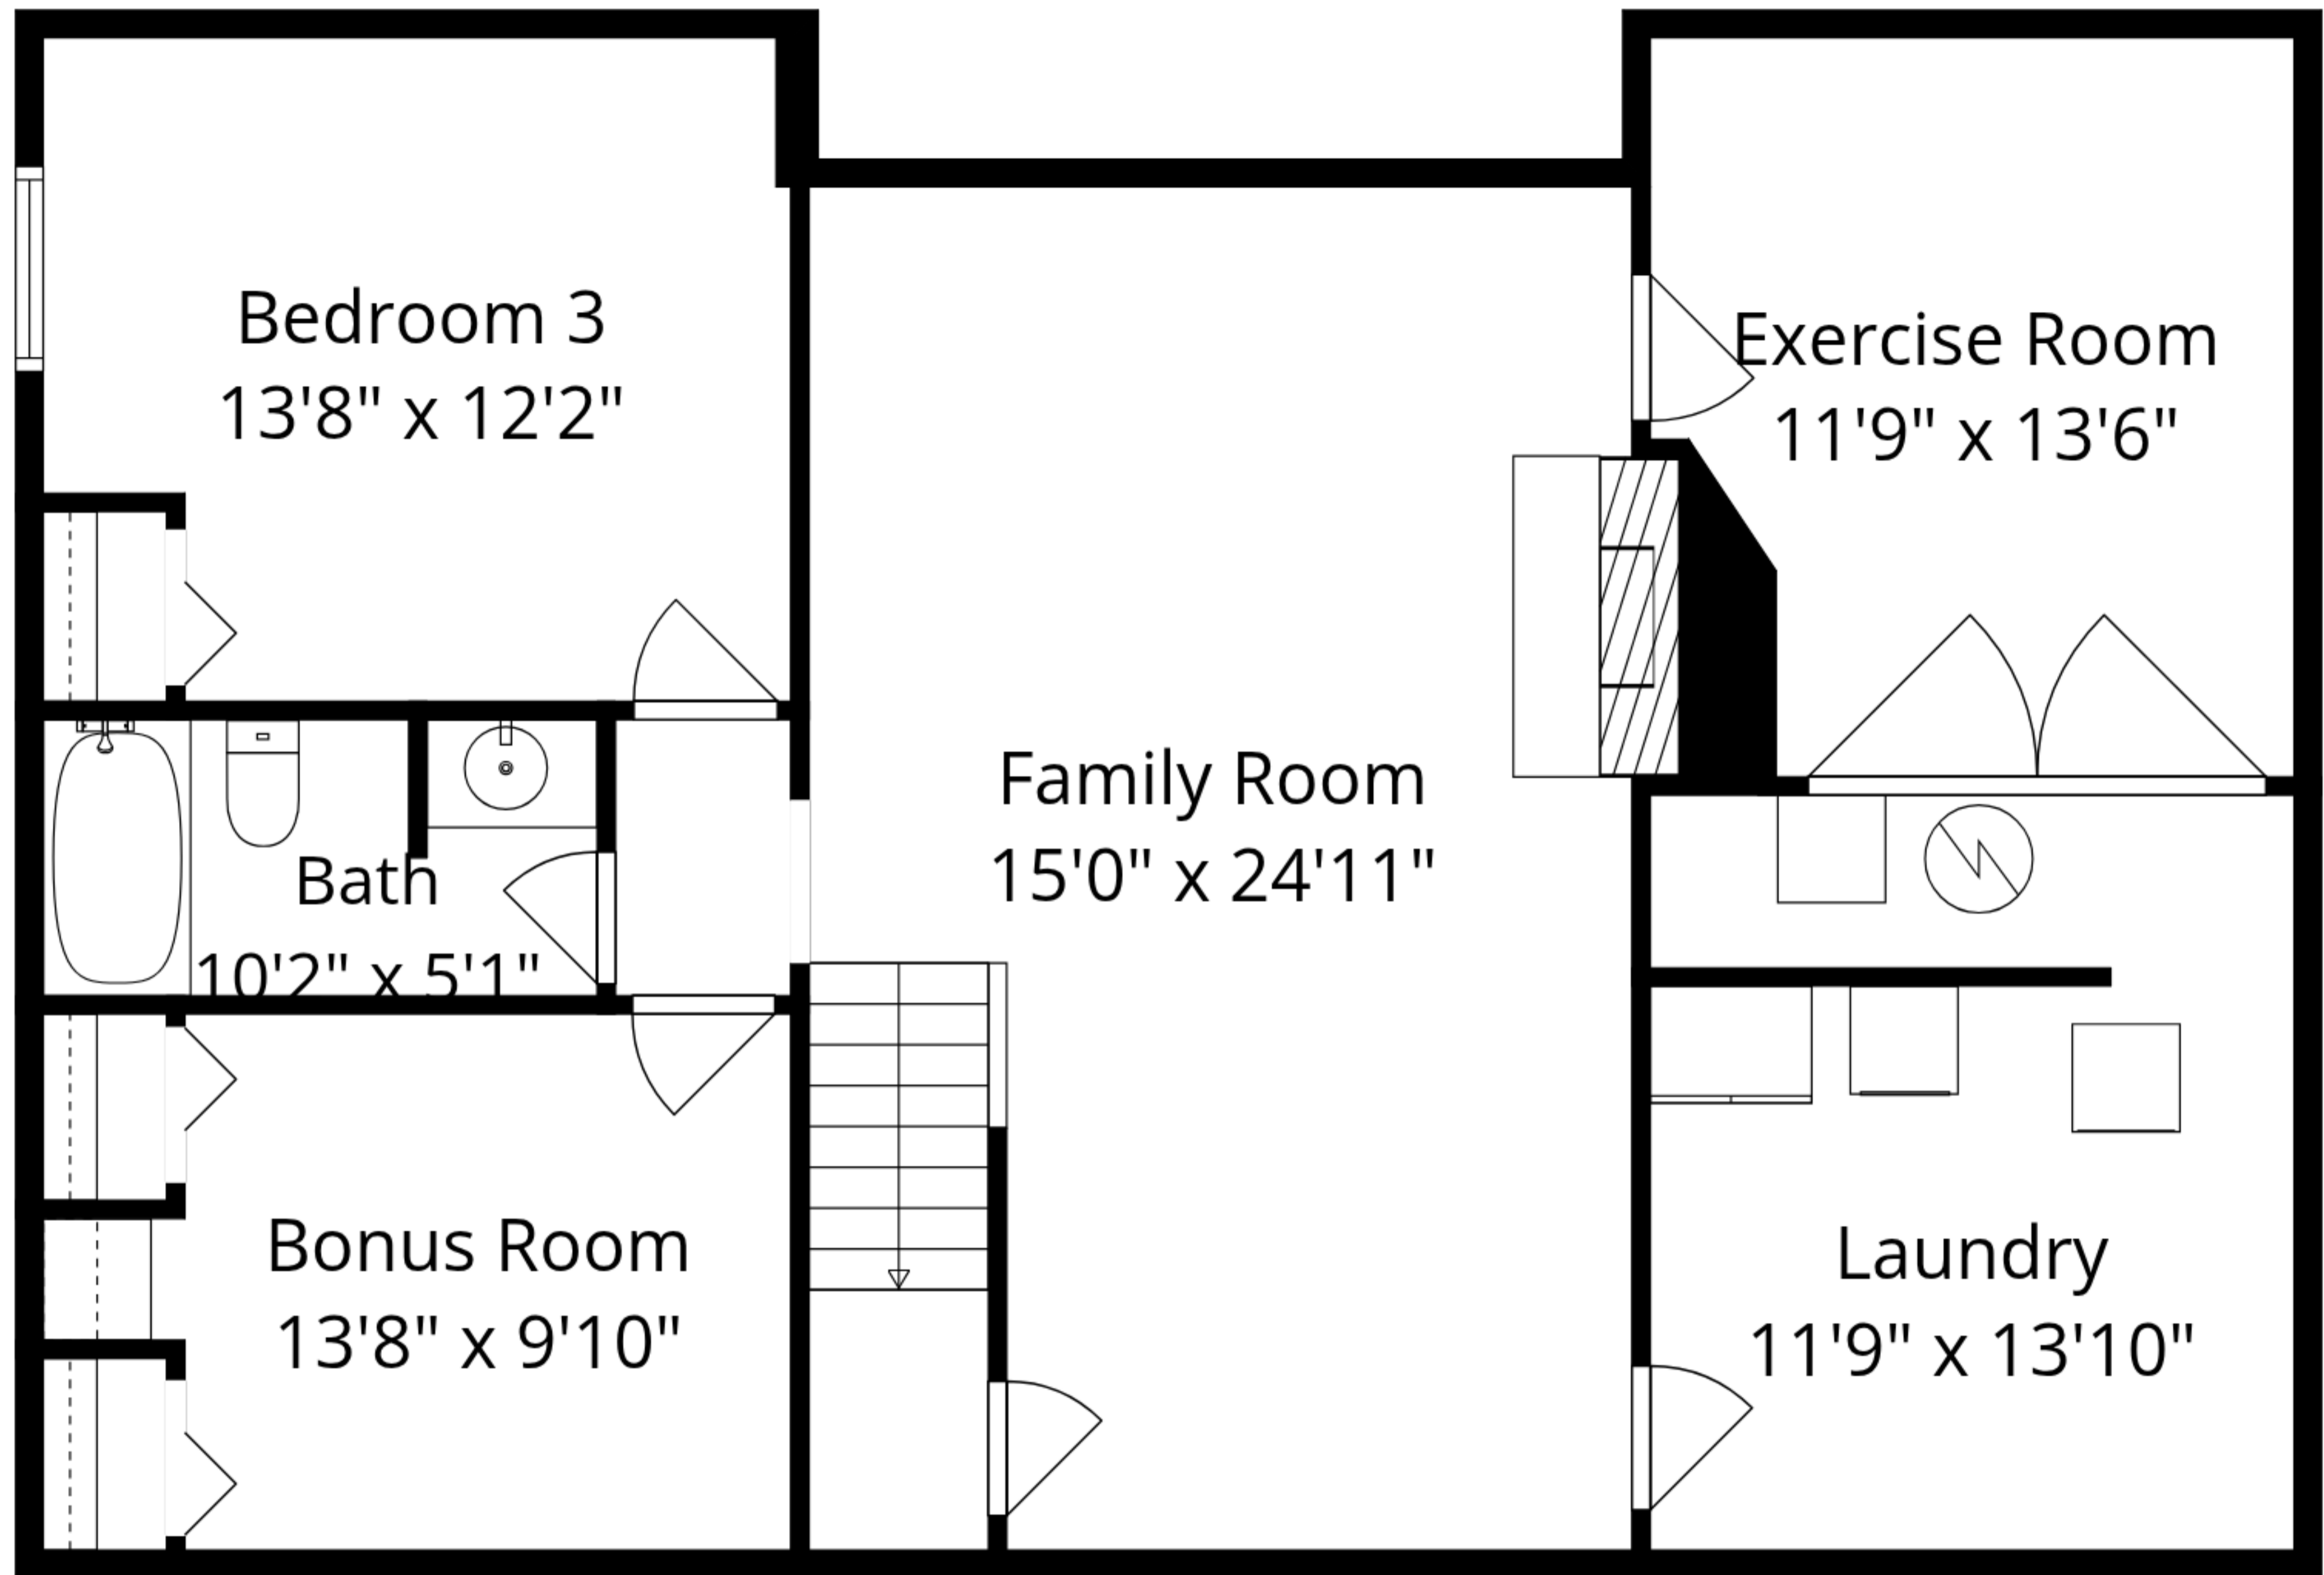 Bedroom 3
13'8" x 12'2"
Exercise Room
11'9" x 13'6"
Family Room
15'0" x 24'11"
Bath
10'2" x 5'1"
Bonus Room
13'8" x 9'10"
Laundry
11'9" x 13'10"